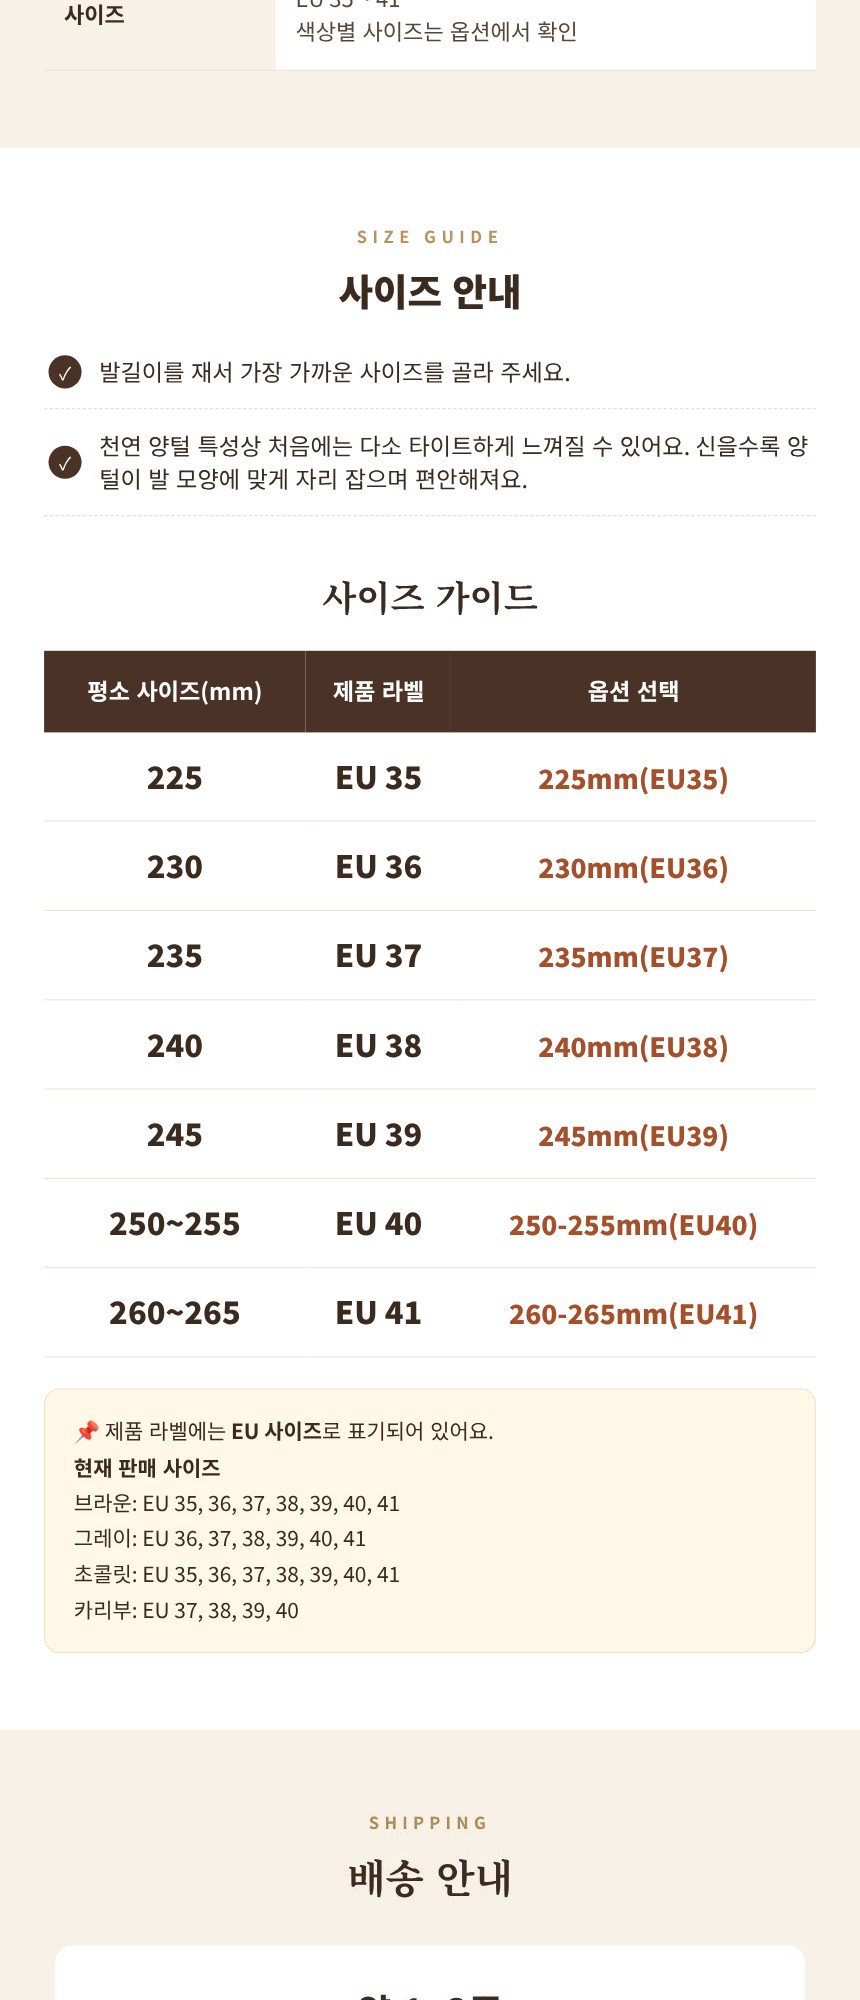 사이즈
EU 35 ~ 41
색상별 사이즈는 옵션에서 확인
SIZE GUIDE
사이즈 안내
✓ 발길이를 재서 가장 가까운 사이즈를 골라 주세요.
✓ 천연 양털 특성상 처음에는 다소 타이트하게 느껴질 수 있어요. 신을수록 양
털이 발 모양에 맞게 자리 잡으며 편안해져요.
사이즈 가이드
평소 사이즈(mm) 제품 라벨 옵션 선택
225 EU 35 225mm(EU35)
230 EU 36 230mm(EU36)
235 EU 37 235mm(EU37)
240 EU 38 240mm(EU38)
245 EU 39 245mm(EU39)
250~255 EU 40 250-255mm(EU40)
260~265 EU 41 260-265mm(EU41)
📌 제품 라벨에는 EU 사이즈로 표기되어 있어요.
현재 판매 사이즈
브라운: EU 35, 36, 37, 38, 39, 40, 41
그레이: EU 36, 37, 38, 39, 40, 41
초콜릿: EU 35, 36, 37, 38, 39, 40, 41
카리부: EU 37, 38, 39, 40
SHIPPING
배송 안내